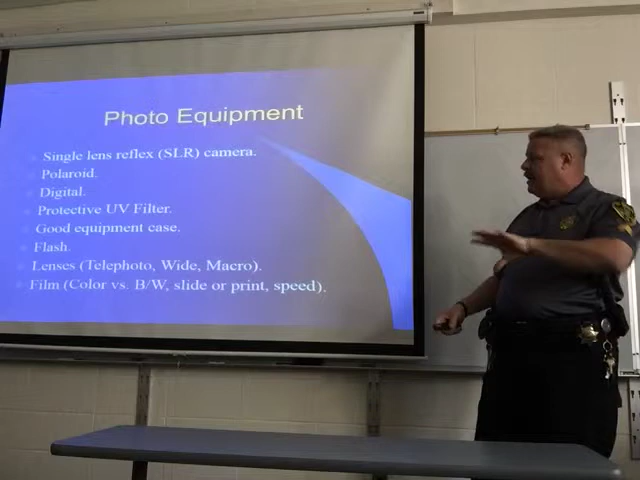 Photo Equipment
Single lens reflex (SLR) camera.
Polaroid.
Digital.
Protective UV Filter.
Good equipment case.
Flash.
Lenses (Telephoto, Wide, Macro).
Film (Color vs. B/W, slide or print, speed).